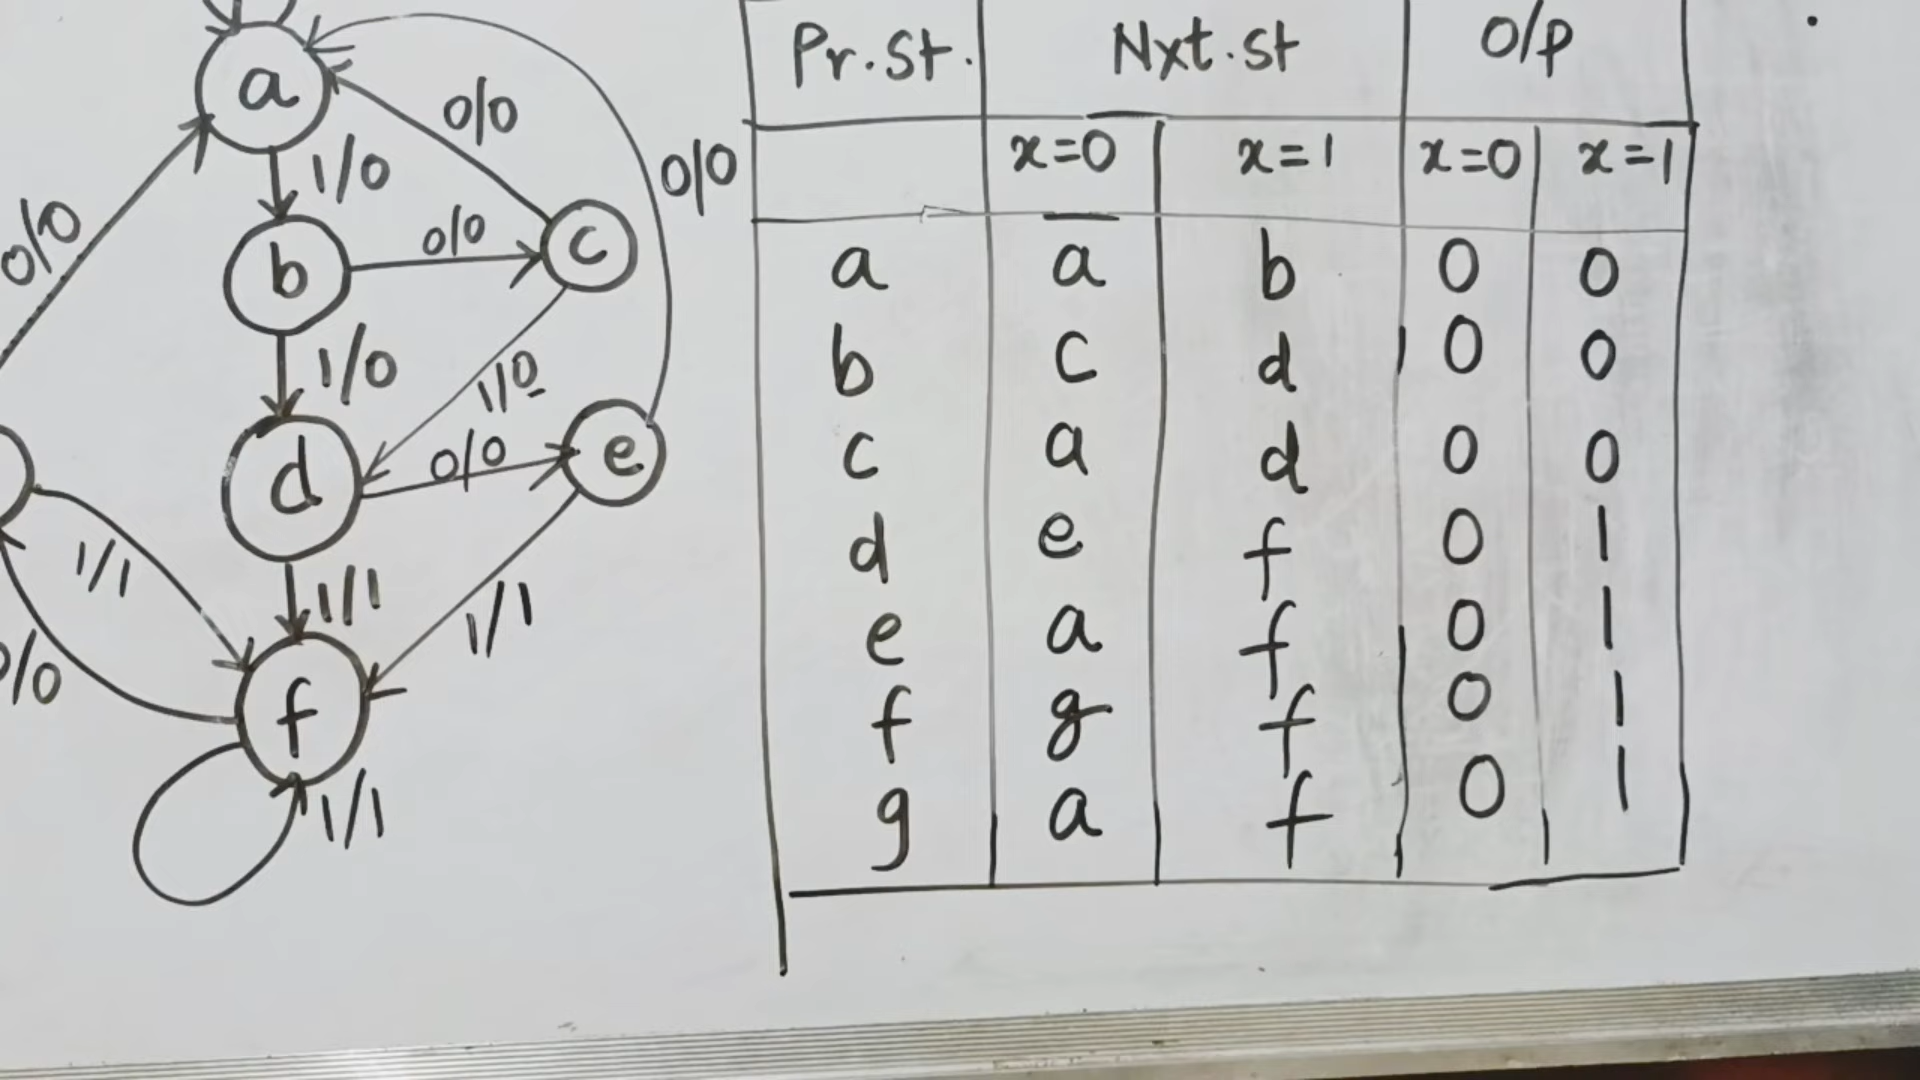 a
0/0
0/0
1/0
0/0
b
0/0
c
1/0
1/0
d
0/0
e
1/1
1/1
1/1
0/0
f
1/1
Pr.St. Nxt.St O/p
x=0 x=1 x=0 x=1
a a b 0 0
b c d 0 0
c a d 0 0
d e f 0 1
e a f 0 1
f g f 0 1
g a f 0 1